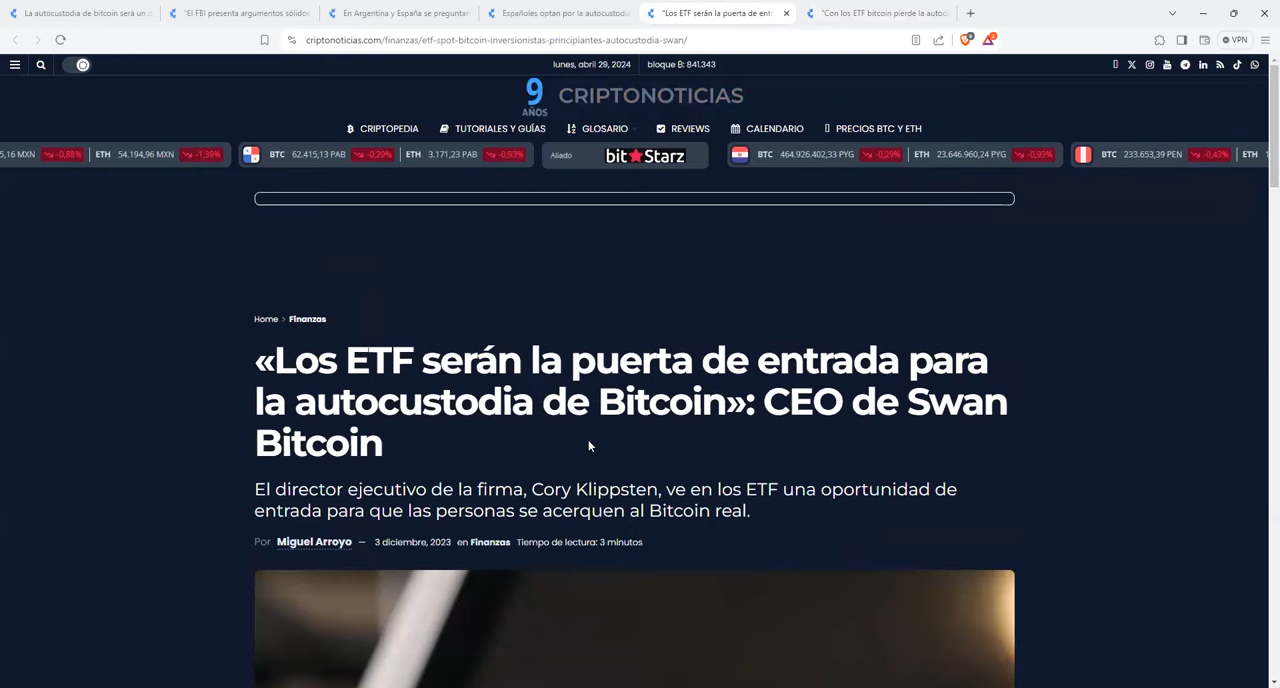 La autocustodia de bitcoin será un
"El FBI presenta argumentos sólidos
En Argentina y España se preguntan
Españoles optan por la autocustodia
"Los ETF serán la puerta de ent
"Con los ETF bitcoin pierde la autoc
criptonoticias.com/finanzas/etf-spot-bitcoin-inversionistas-principiantes-autocustodia-swan/
VPN
lunes, abril 29, 2024
bloque ₿: 841.343
9 AÑOS CRIPTONOTICIAS
CRIPTOPEDIA TUTORIALES Y GUÍAS GLOSARIO REVIEWS CALENDARIO PRECIOS BTC Y ETH
5,16 MXN -0,88% ETH 54.194,96 MXN -1,39% BTC 62.415,13 PAB -0,29% ETH 3.171,23 PAB -0,93% Aliado bitStarz BTC 464.926.402,33 PYG -0,29% ETH 23.646.960,24 PYG -0,93% BTC 233.653,39 PEN -0,43% ETH
Home > Finanzas
«Los ETF serán la puerta de entrada para
la autocustodia de Bitcoin»: CEO de Swan
Bitcoin
El director ejecutivo de la firma, Cory Klippsten, ve en los ETF una oportunidad de
entrada para que las personas se acerquen al Bitcoin real.
Por Miguel Arroyo — 3 diciembre, 2023 en Finanzas Tiempo de lectura: 3 minutos